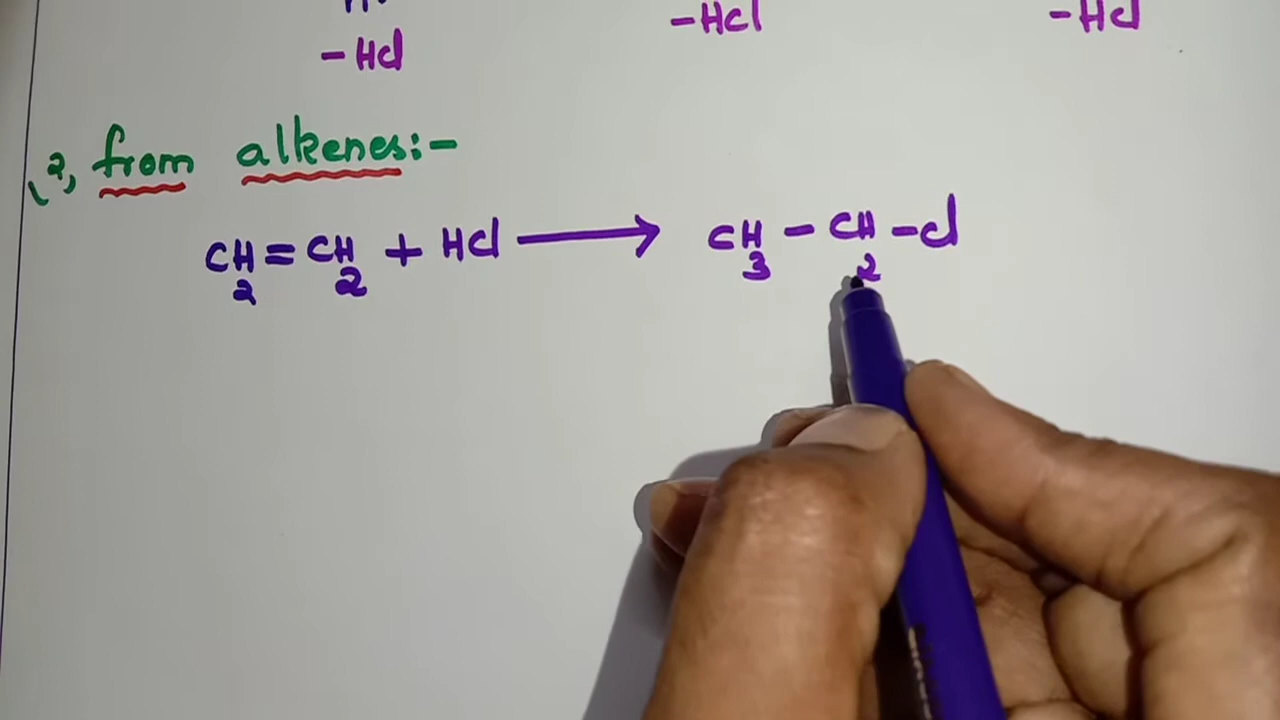 -HCl -HCl -HCl
2, from alkenes:-
CH2 = CH2 + HCl ⟶ CH3 - CH2 - Cl